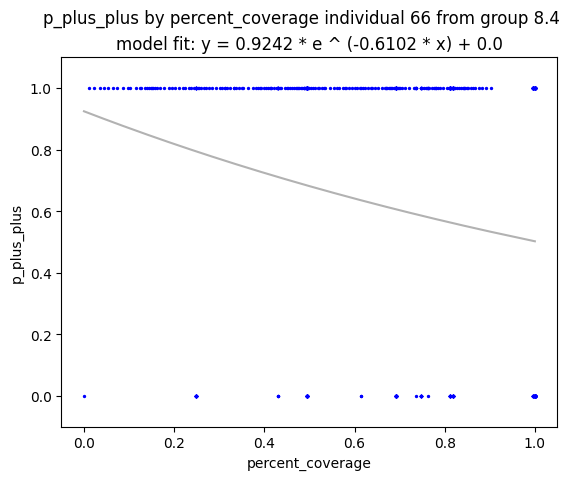 p_plus_plus by percent_coverage individual 66 from group 8.4
model fit: y = 0.9242 * e ^ (-0.6102 * x) + 0.0
1.0
0.8
0.6
0.4
0.2
0.0
p_plus_plus
0.0 0.2 0.4 0.6 0.8 1.0
percent_coverage